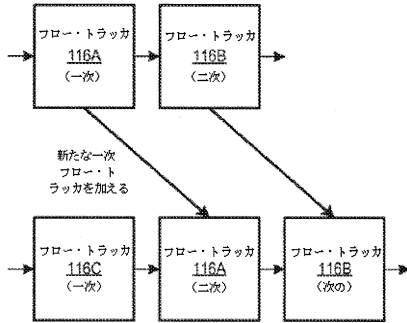 フロー・トラッカ
116A
(一次)
フロー・トラッカ
116B
(二次)
新たな一次
フロー・ト
ラッカを加える
フロー・トラッカ
116C
(一次)
フロー・トラッカ
116A
(二次)
フロー・トラッカ
116B
(次の)